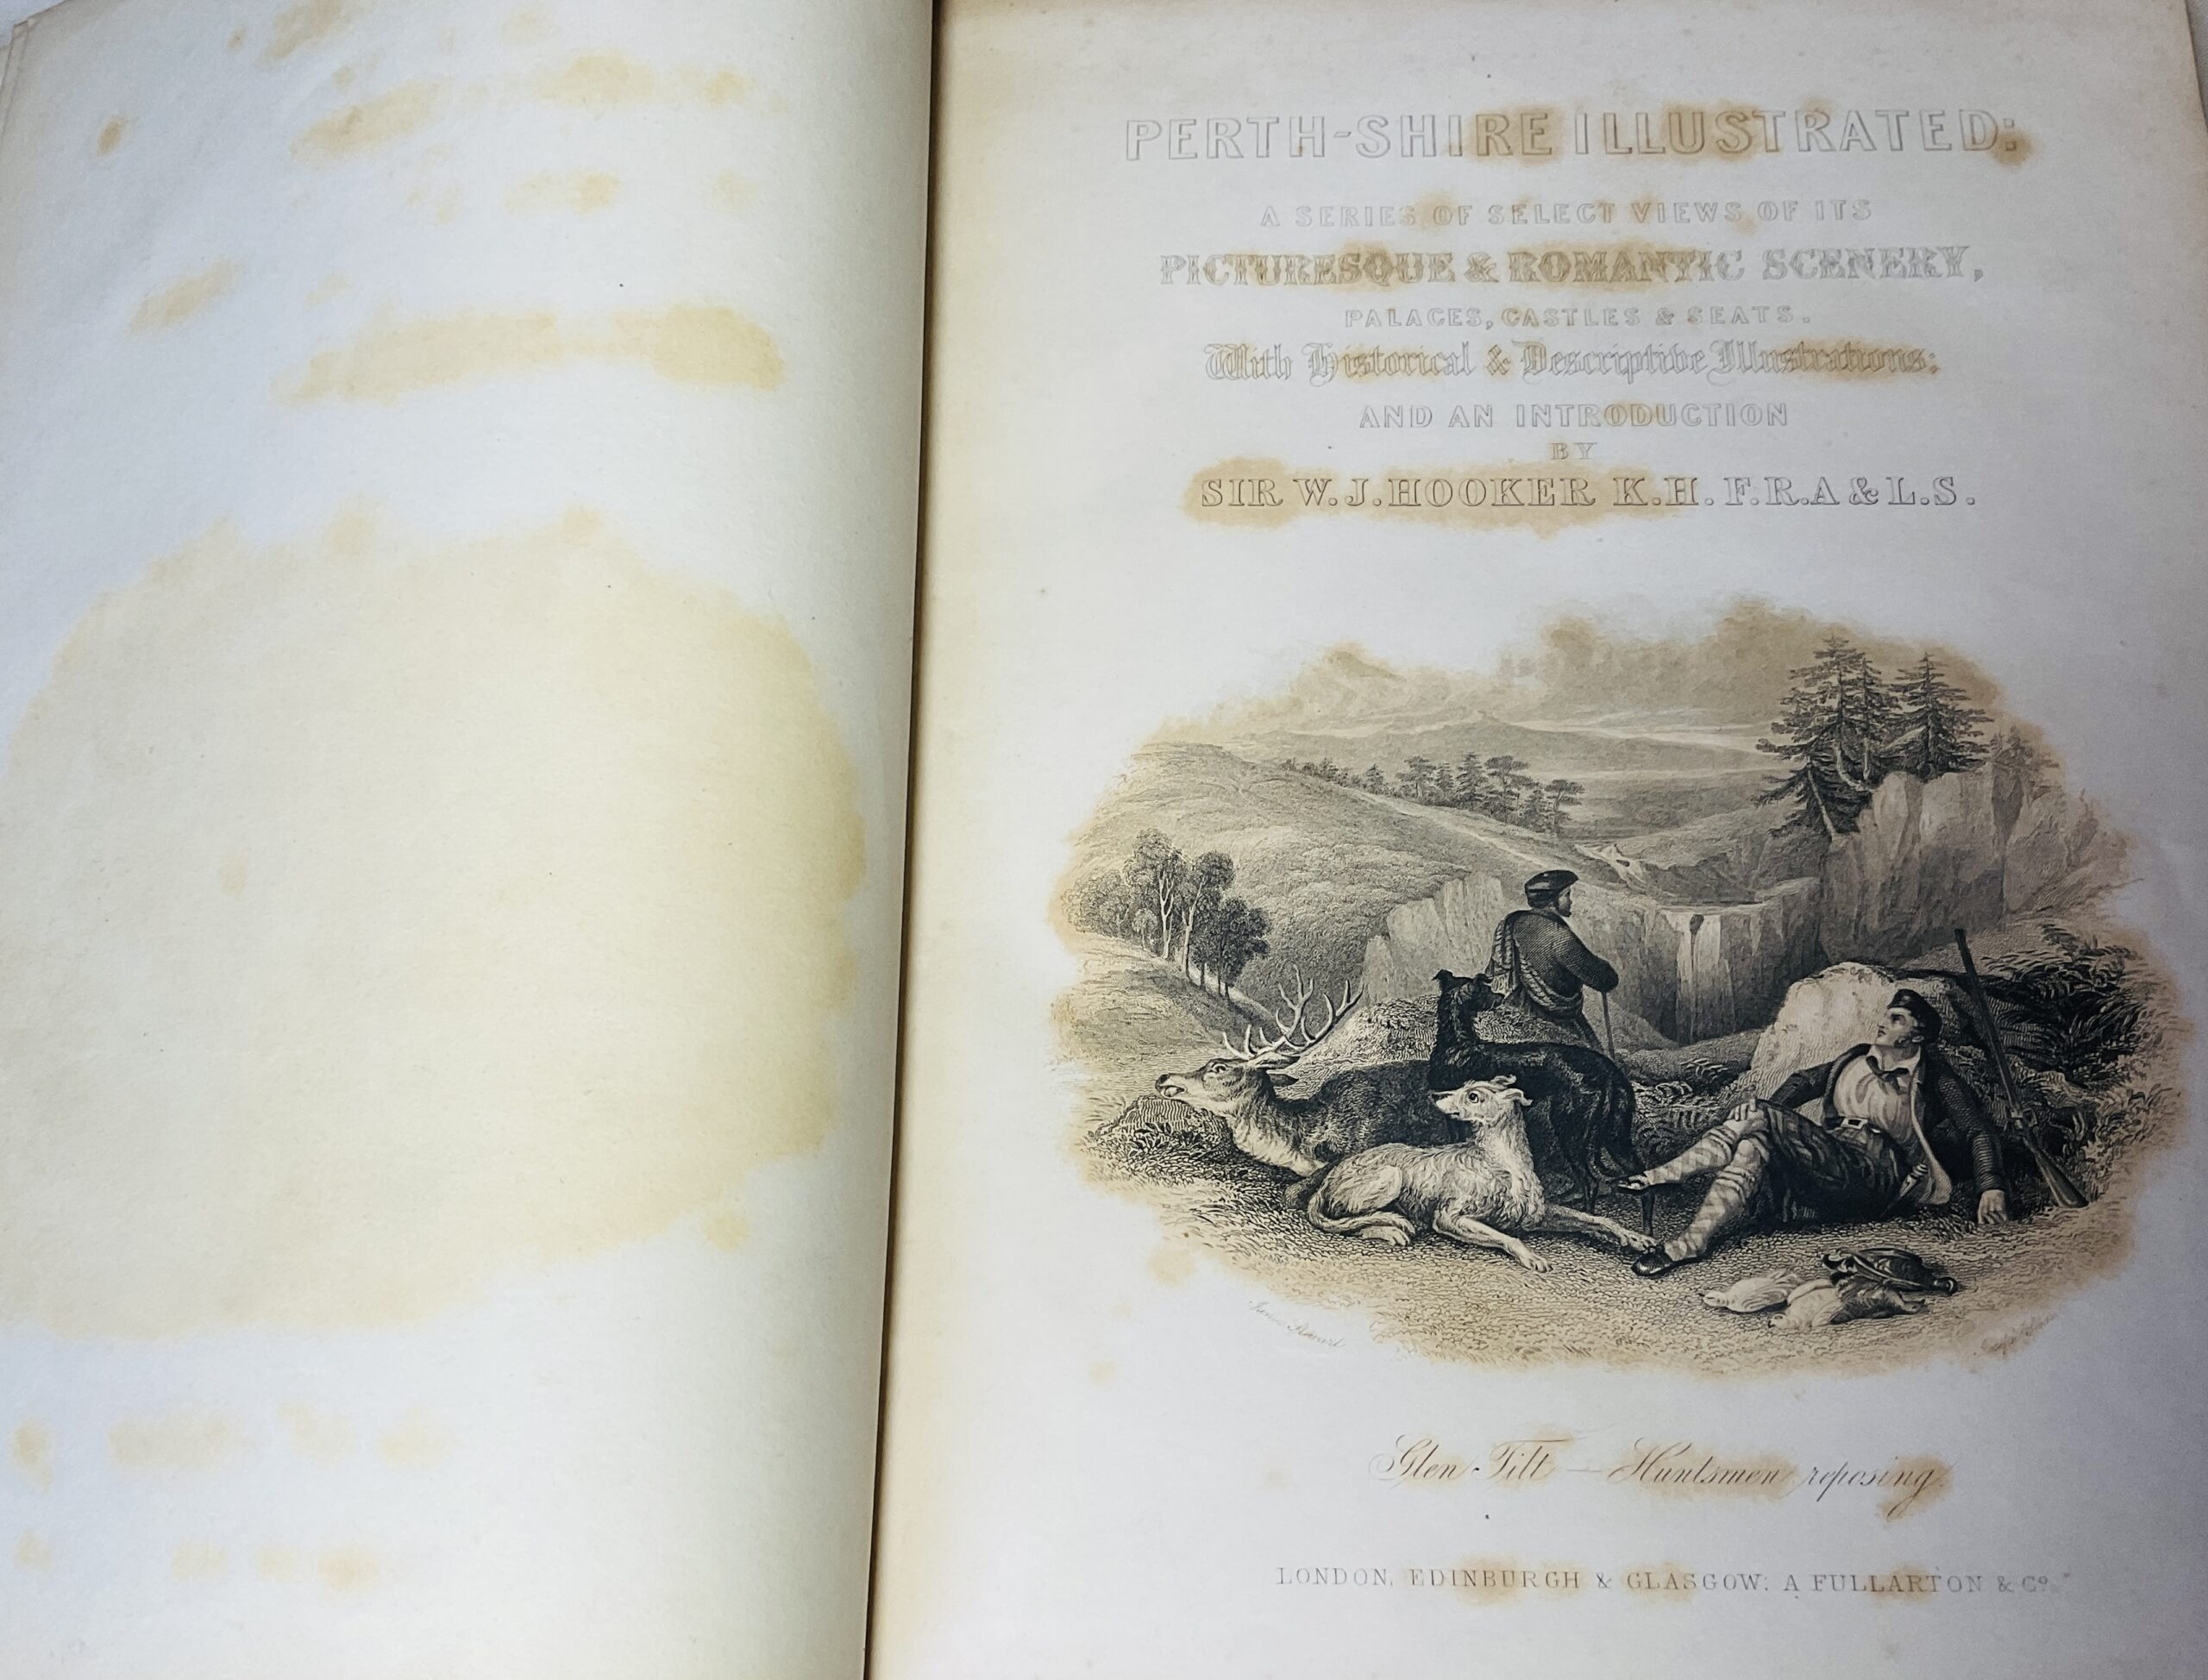 PERTH-SHIRE ILLUSTRATED:
A SERIES OF SELECT VIEWS OF ITS
PICTURESQUE & ROMANTIC SCENERY,
PALACES, CASTLES & SEATS.
With Historical & Descriptive Illustrations;
AND AN INTRODUCTION
BY
SIR W. J. HOOKER K.H. F.R.A & L.S.
Stewart
Glen Tilt — Huntsmen reposing
LONDON, EDINBURGH & GLASGOW: A FULLARTON & Co.